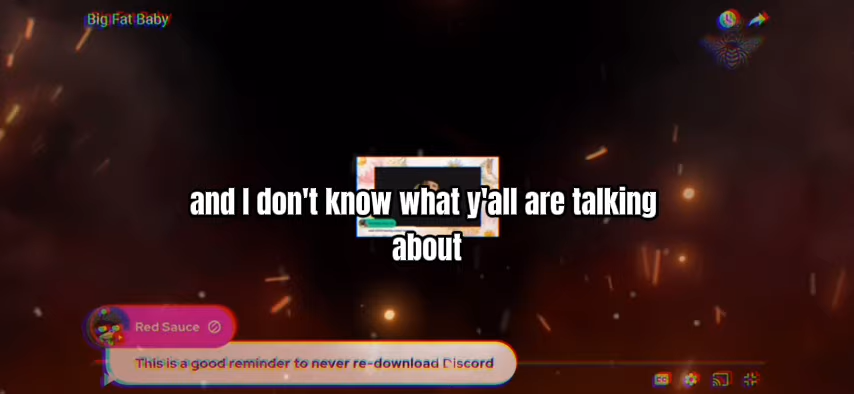 Big Fat Baby
and I don't know what y'all are talking
about
Red Sauce
This is a good reminder to never re-download Discord
CC